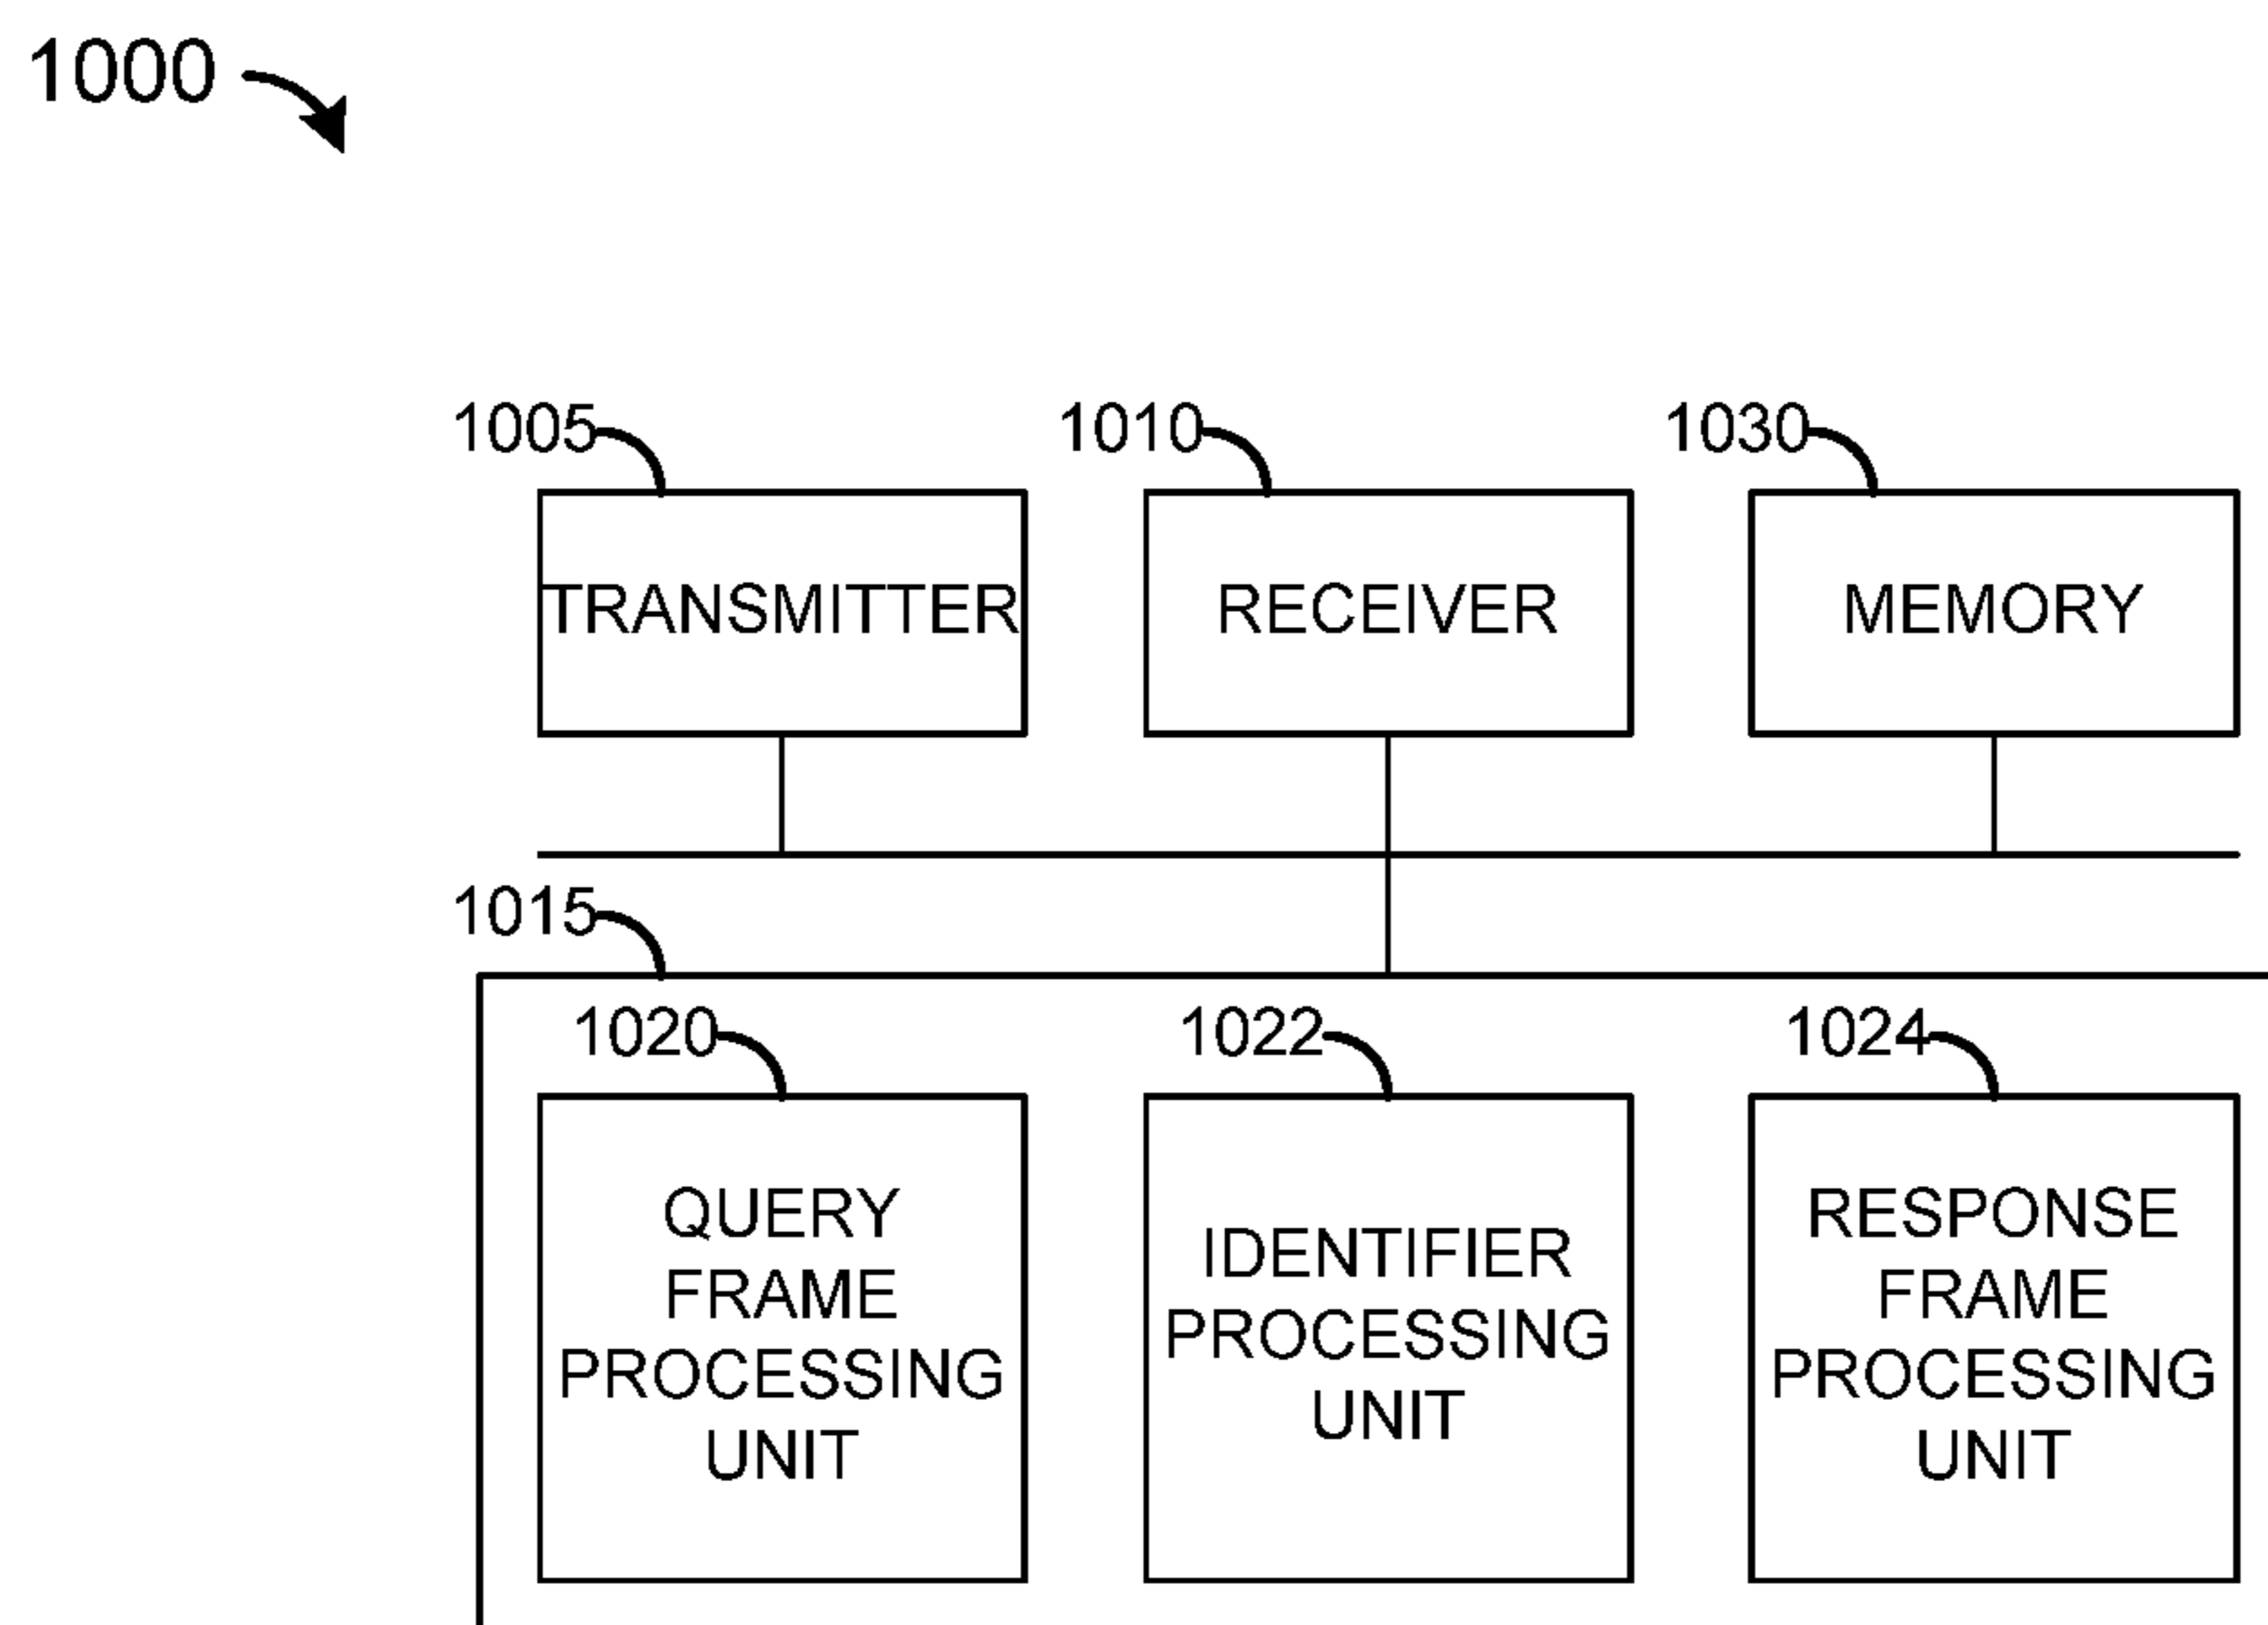 1000
1005
1010
1030
TRANSMITTER
RECEIVER
MEMORY
1015
1020
1022
1024
QUERY
FRAME
PROCESSING
UNIT
IDENTIFIER
PROCESSING
UNIT
RESPONSE
FRAME
PROCESSING
UNIT